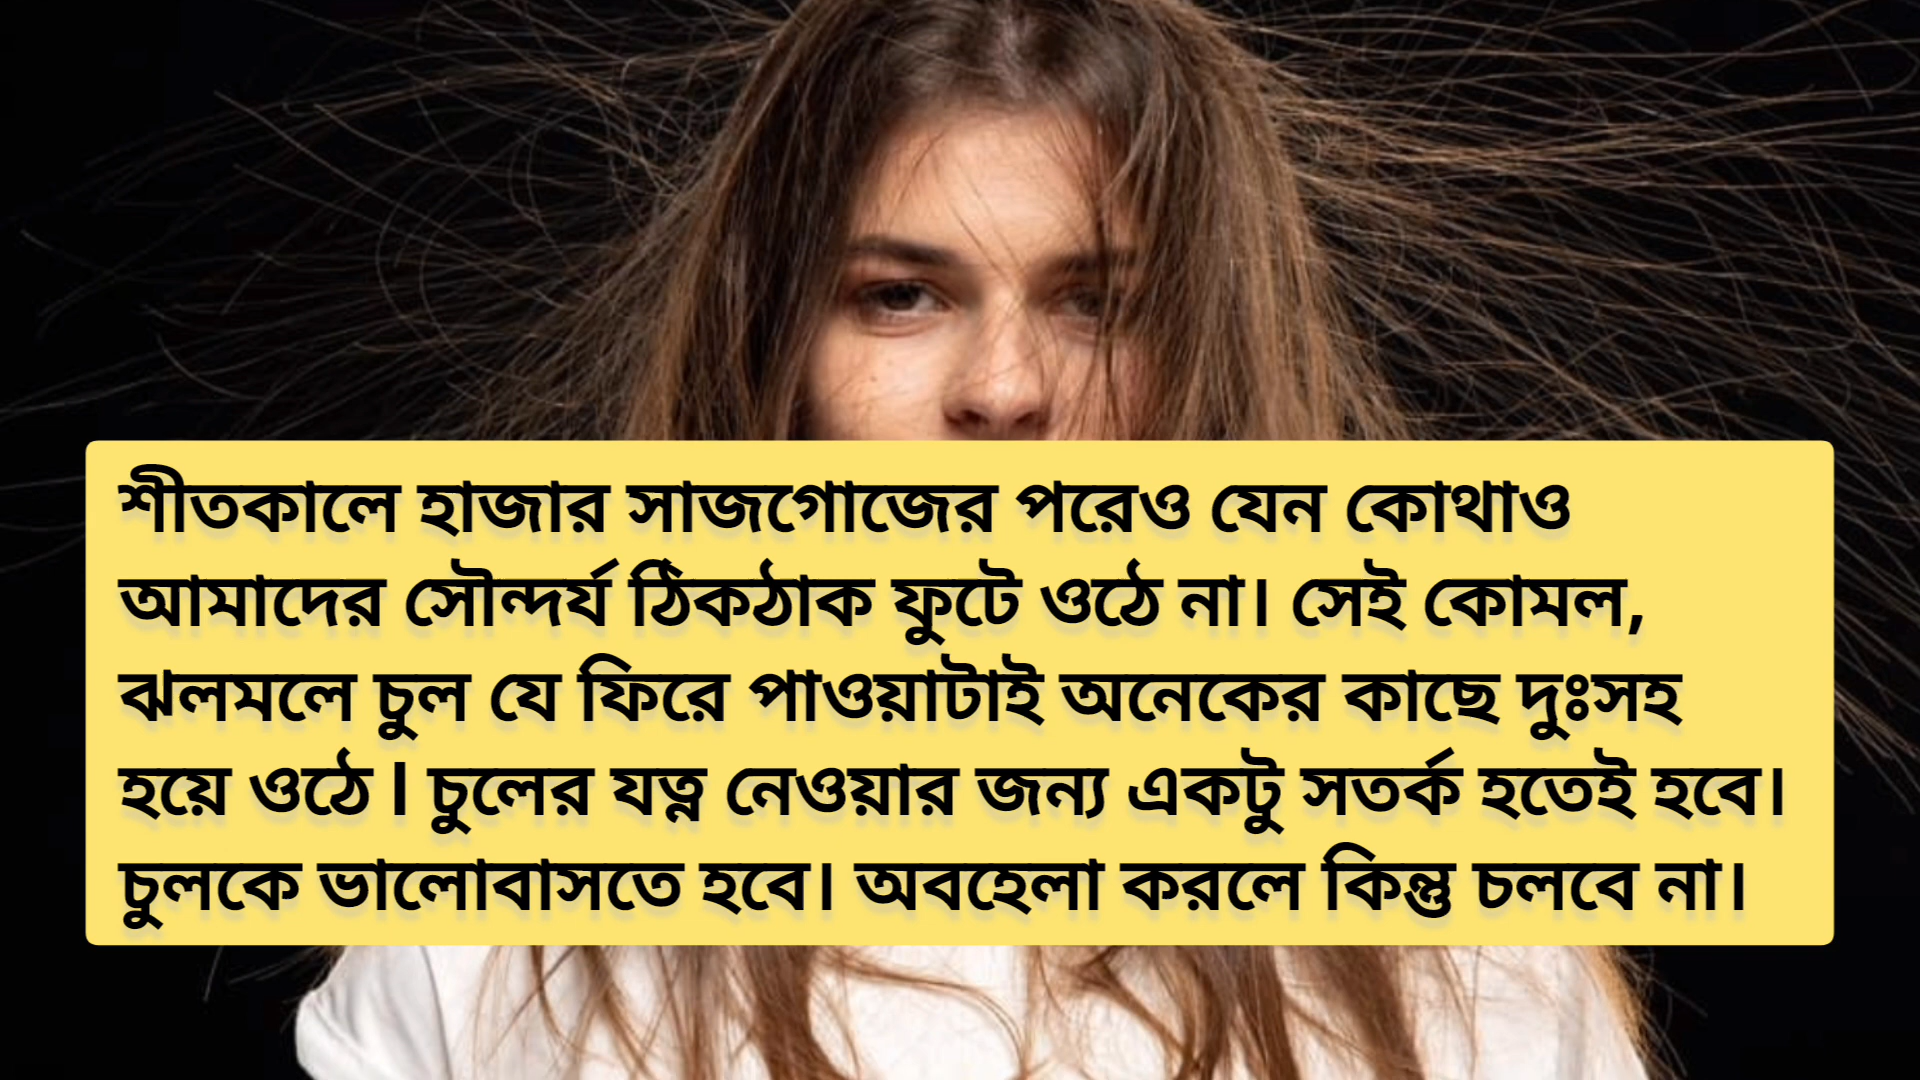 শীতকালে হাজার সাজগোজের পরেও যেন কোথাও
আমাদের সৌন্দর্য ঠিকঠাক ফুটে ওঠে না। সেই কোমল,
ঝলমলে চুল যে ফিরে পাওয়াটাই অনেকের কাছে দুঃসহ
হয়ে ওঠে l চুলের যত্ন নেওয়ার জন্য একটু সতর্ক হতেই হবে।
চুলকে ভালোবাসতে হবে। অবহেলা করলে কিন্তু চলবে না।